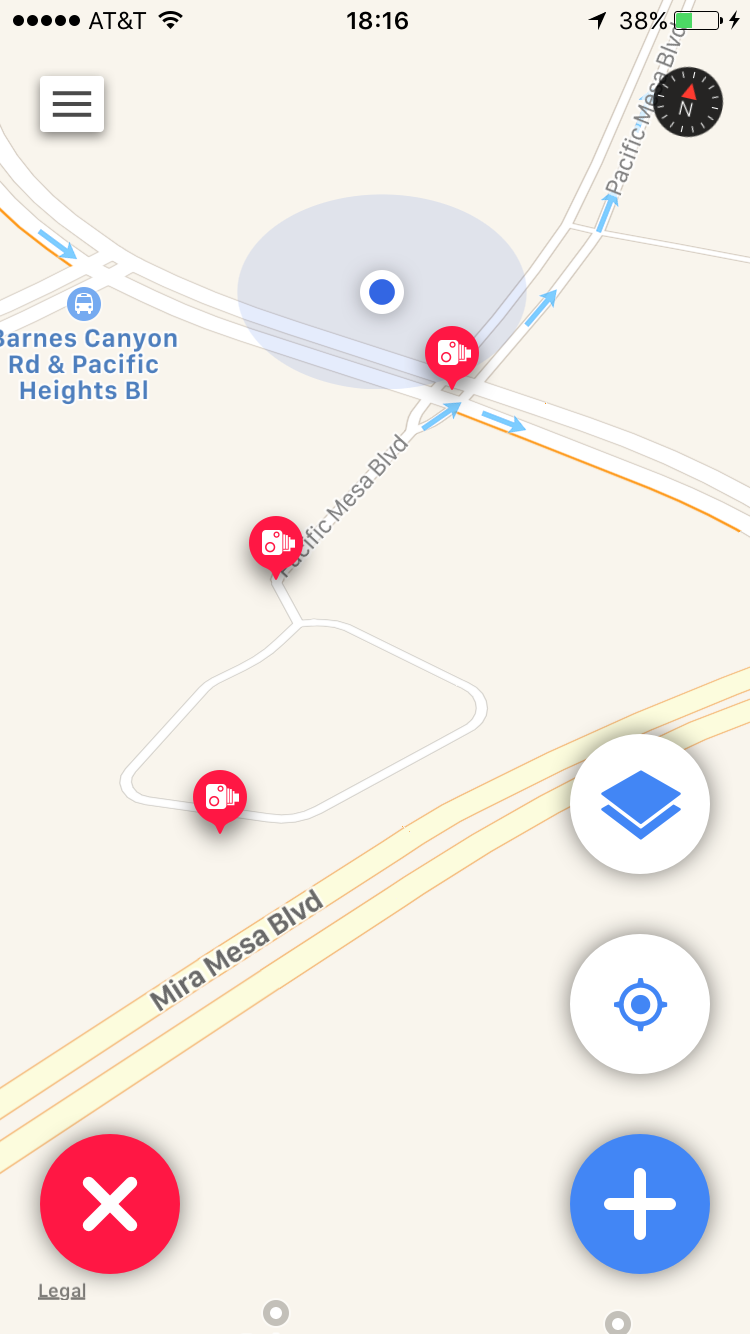 AT&T
18:16
38%
Pacific Mesa Blvd
N
Barnes Canyon
Rd & Pacific
Heights Bl
Pacific Mesa Blvd
Mira Mesa Blvd
Legal